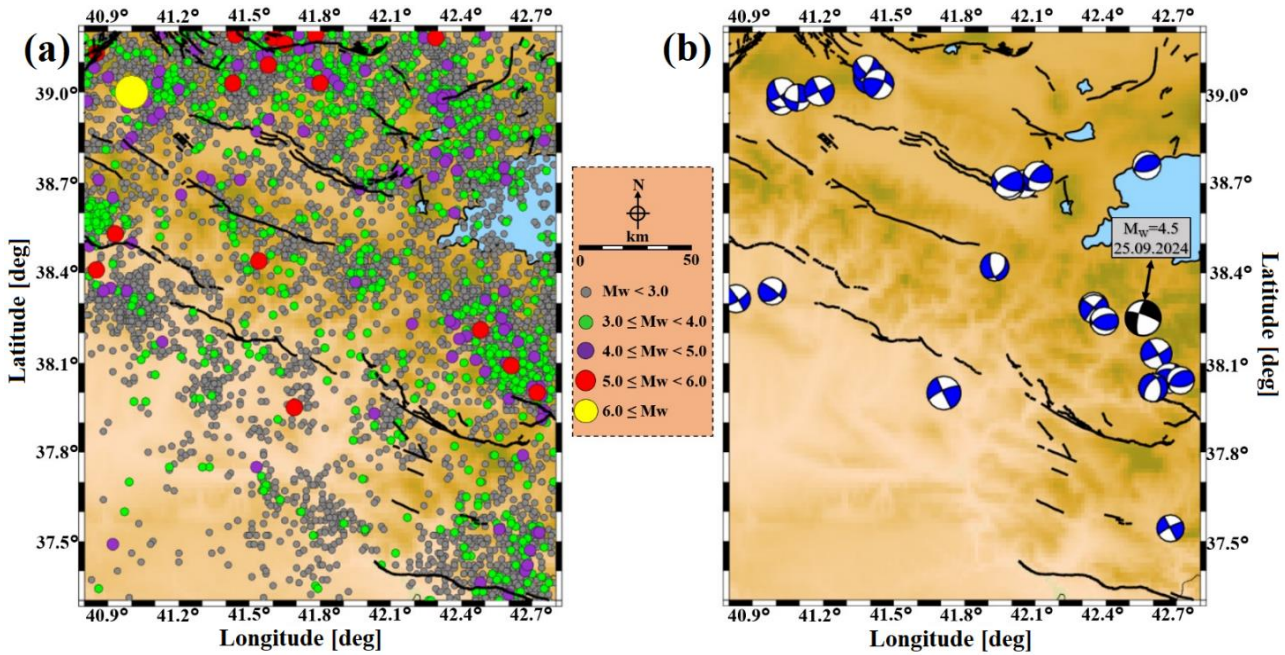 (a)
40.9° 41.2° 41.5° 41.8° 42.1° 42.4° 42.7°
39.0°
38.7°
38.4°
38.1°
37.8°
37.5°
Latitude [deg]
40.9° 41.2° 41.5° 41.8° 42.1° 42.4° 42.7°
Longitude [deg]
N
km
0 50
Mw < 3.0
3.0 ≤ Mw < 4.0
4.0 ≤ Mw < 5.0
5.0 ≤ Mw < 6.0
6.0 ≤ Mw
(b)
40.9° 41.2° 41.5° 41.8° 42.1° 42.4° 42.7°
Mw=4.5
25.09.2024
39.0°
38.7°
38.4°
38.1°
37.8°
37.5°
Latitude [deg]
40.9° 41.2° 41.5° 41.8° 42.1° 42.4° 42.7°
Longitude [deg]